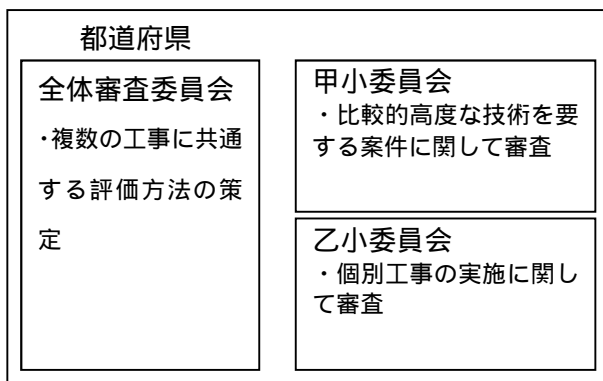 都道府県
全体審査委員会
・複数の工事に共通
する評価方法の策
定
甲小委員会
・比較的高度な技術を要
する案件に関して審査
乙小委員会
・個別工事の実施に関し
て審査